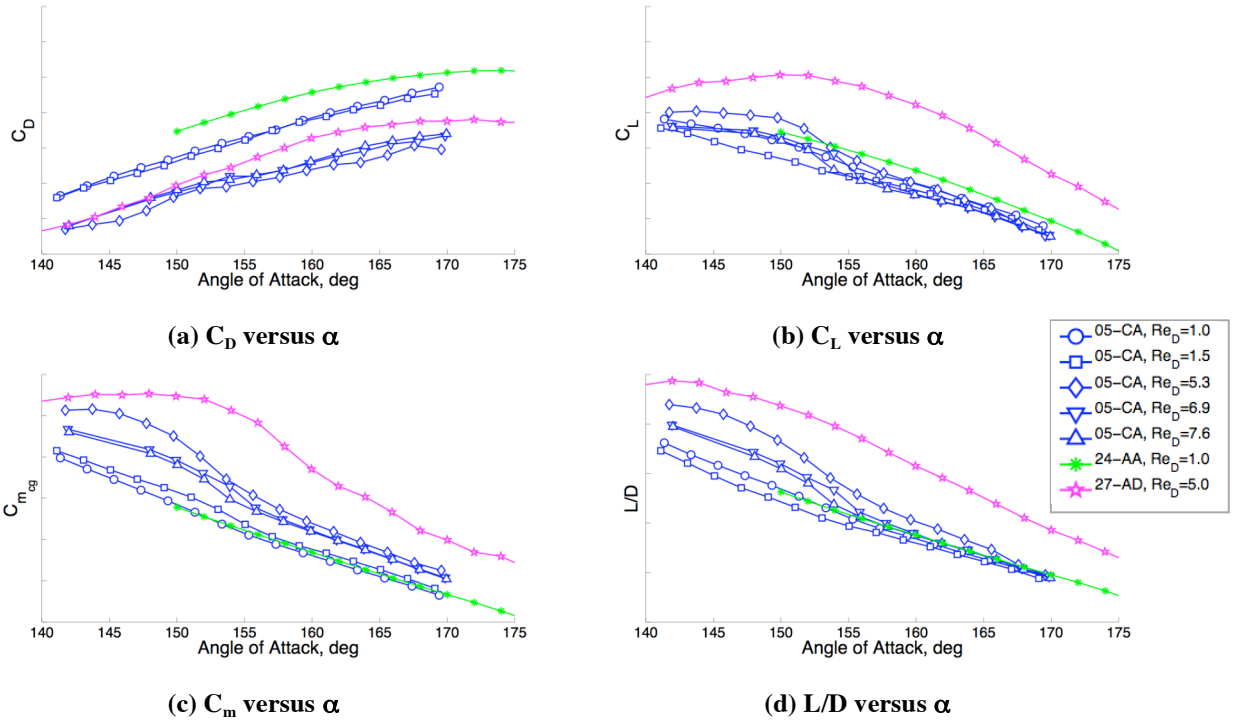 C_D
140 145 150 155 160 165 170 175
Angle of Attack, deg
(a) C_D versus α
C_L
140 145 150 155 160 165 170 175
Angle of Attack, deg
(b) C_L versus α
05-CA, Re_D=1.0
05-CA, Re_D=1.5
05-CA, Re_D=5.3
05-CA, Re_D=6.9
05-CA, Re_D=7.6
24-AA, Re_D=1.0
27-AD, Re_D=5.0
C_m_cg
140 145 150 155 160 165 170 175
Angle of Attack, deg
(c) C_m versus α
L/D
140 145 150 155 160 165 170 175
Angle of Attack, deg
(d) L/D versus α